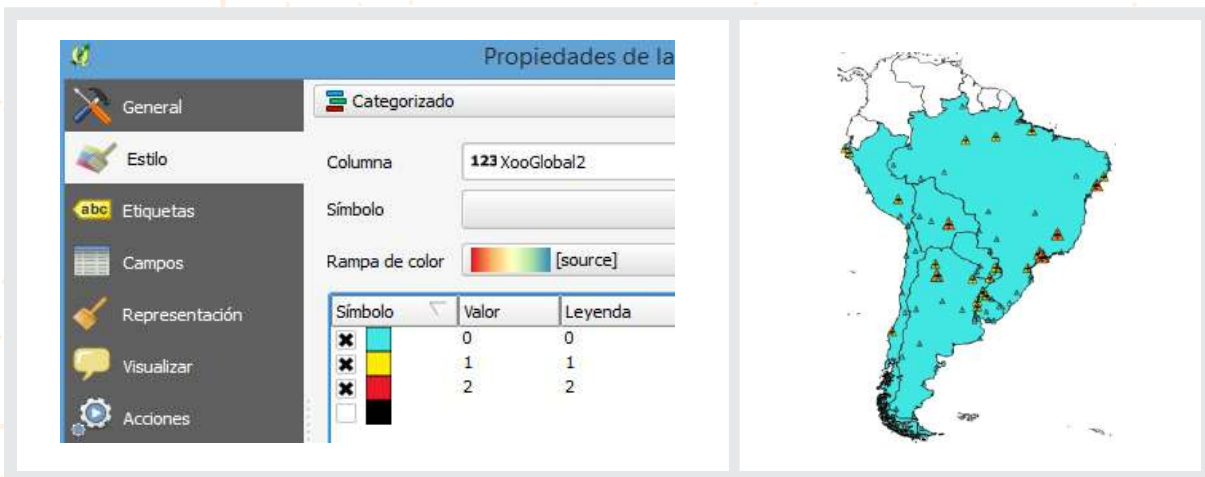 Propiedades de la
General
Categorizado
Estilo
Columna
123 XooGlobal2
abc Etiquetas
Símbolo
Campos
Rampa de color
[source]
Representación
Símbolo Valor Leyenda
0 0
Visualizar
1 1
2 2
Acciones